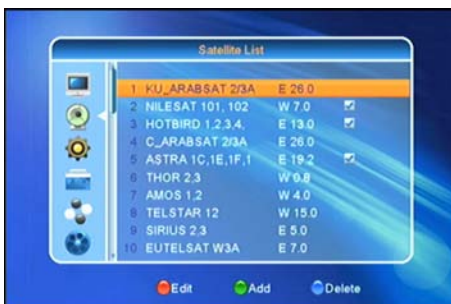 Satellite List
1 KU_ARABSAT 2/3A E 26.0
2 NILESAT 101, 102 W 7.0
3 HOTBIRD 1,2,3,4, E 13.0
4 C_ARABSAT 2/3A E 26.0
5 ASTRA 1C,1E,1F,1 E 19.2
6 THOR 2,3 W 0.8
7 AMOS 1,2 W 4.0
8 TELSTAR 12 W 15.0
9 SIRIUS 2,3 E 5.0
10 EUTELSAT W3A E 7.0
Edit Add Delete